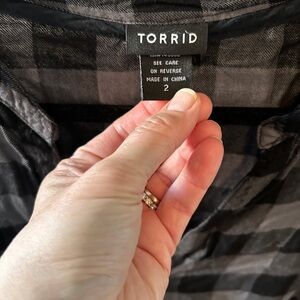 TORRID
SEE CARE
ON REVERSE
MADE IN CHINA
2